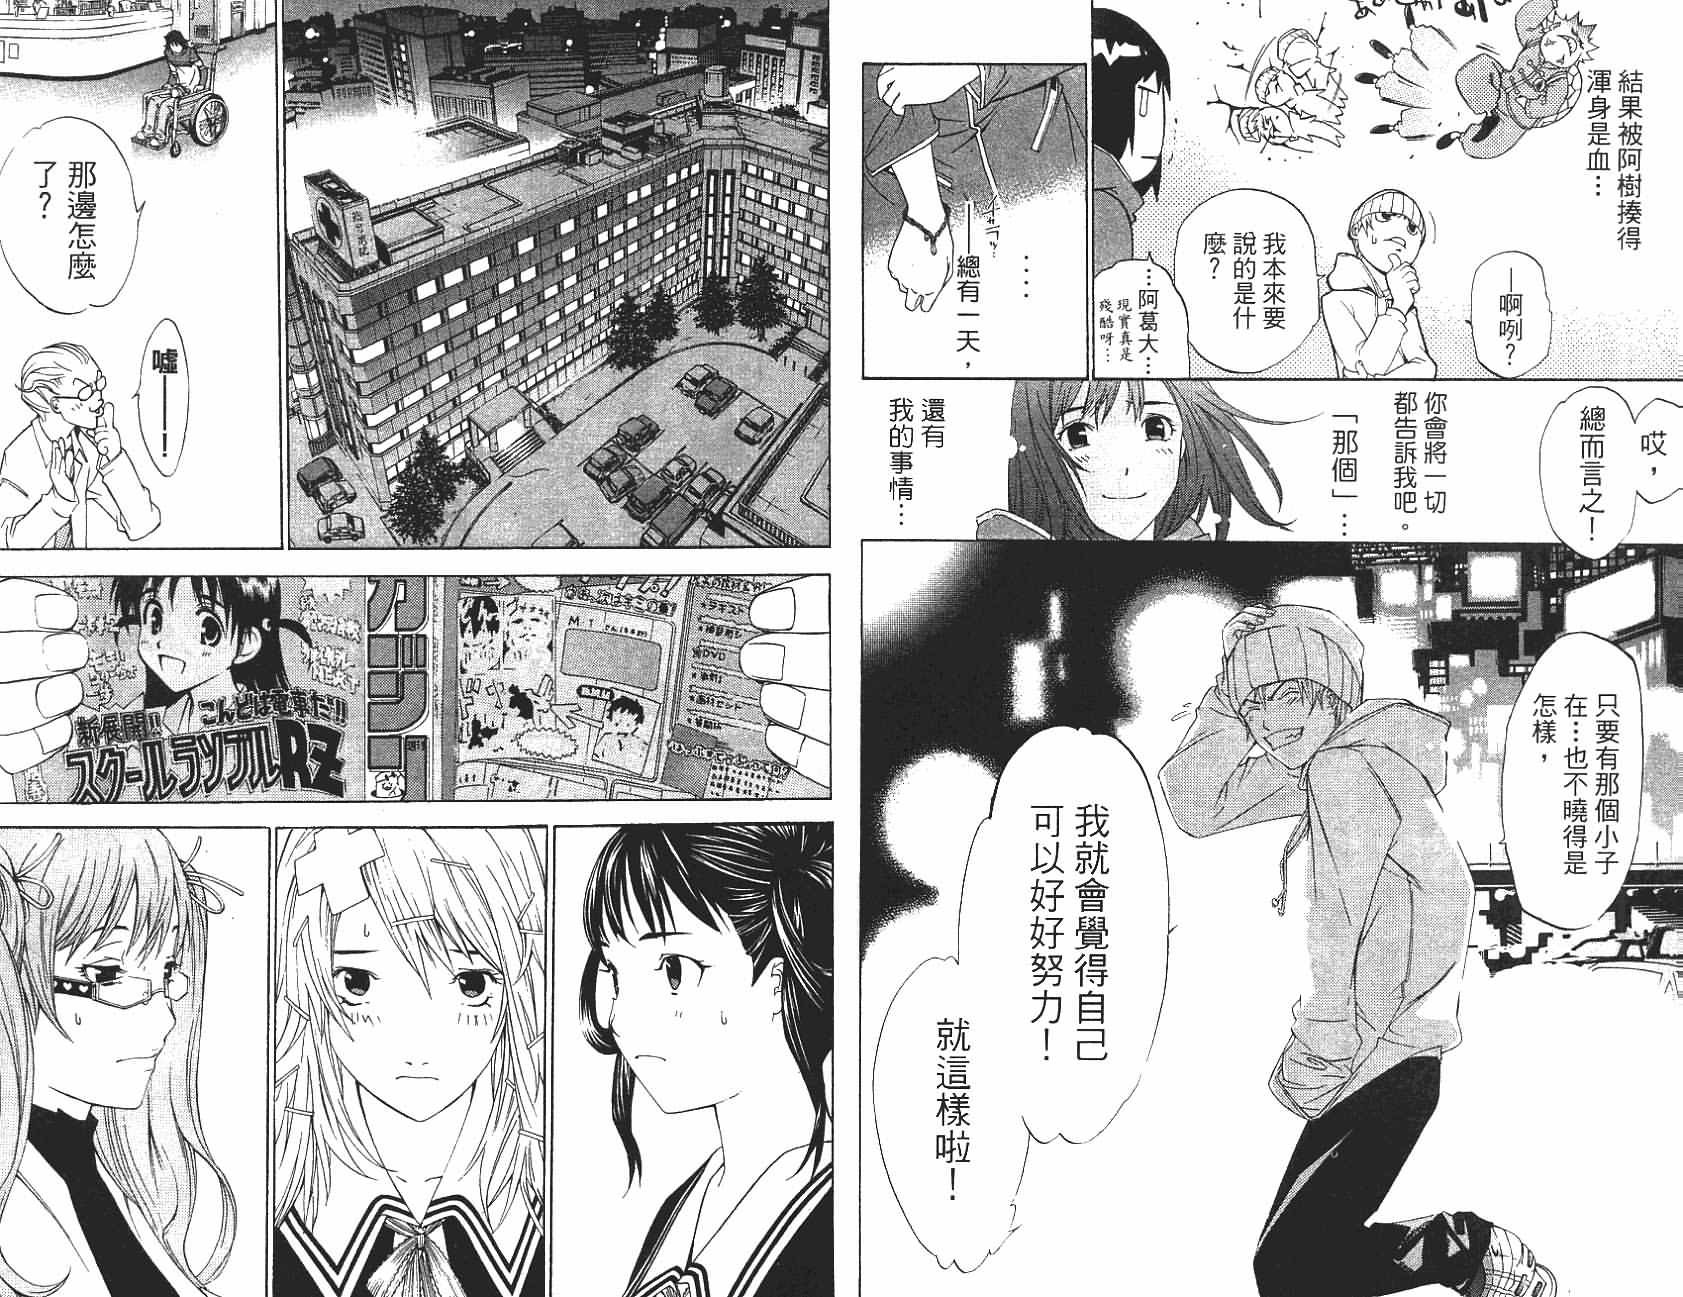 結果被阿樹揍得
渾身是血…
—啊咧?
我本來要
說的是什
麼?
…阿葛大…
現實真是
殘酷呀…
……
——總有一天，
哎，
總而言之!
你會將一切
都告訴我吧。
「那個」…
還有
我的事情…
只要有那個小子
在…也不曉得是
怎樣，
我就會覺得自己
可以好好努力!
就這樣啦!
那邊怎麼
了?
噓——!
新展開!!
こんどは電車だ!!
スクールランブルRZ
ガジン
DVD